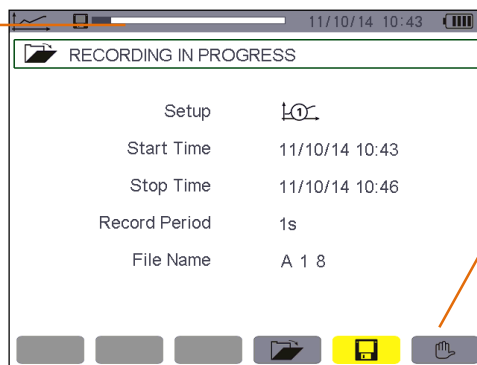 11/10/14 10:43
RECORDING IN PROGRESS
Setup 1
Start Time 11/10/14 10:43
Stop Time 11/10/14 10:46
Record Period 1s
File Name A 1 8